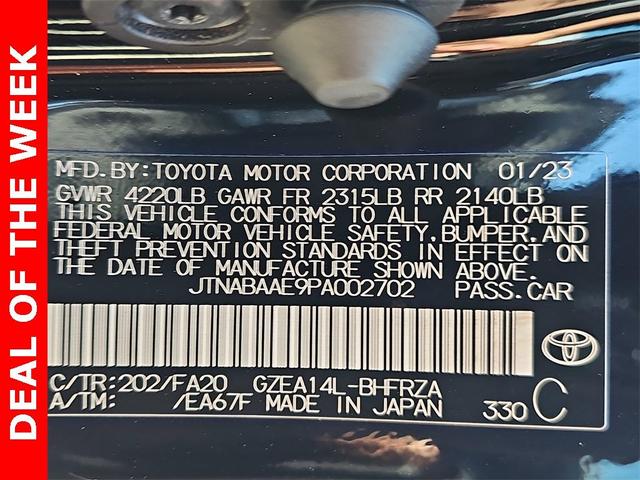 DEAL OF THE WEEK
MFD.BY:TOYOTA MOTOR CORPORATION 01/23
GVWR 4220LB GAWR FR 2315LB RR 2140LB
THIS VEHICLE CONFORMS TO ALL APPLICABLE
FEDERAL MOTOR VEHICLE SAFETY,BUMPER,AND
THEFT PREVENTION STANDARDS IN EFFECT ON
THE DATE OF MANUFACTURE SHOWN ABOVE.
JTNABAAE9PA002702 PASS.CAR
C/TR:202/FA20 GZEA14L-BHFRZA
A/TM: /EA67F MADE IN JAPAN 330 C